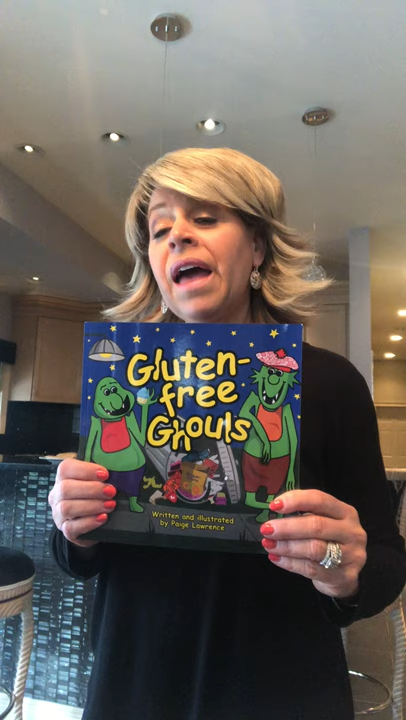 Gluten-
free
Ghouls
Written and illustrated
by Paige Lawrence